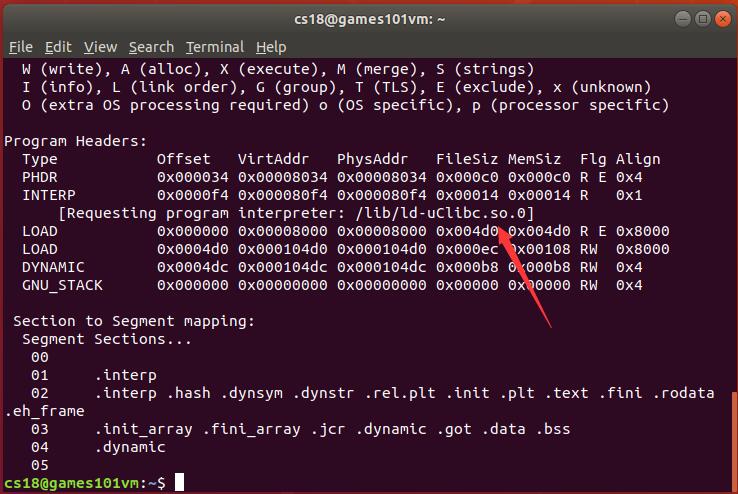 cs18@games101vm: ~
File Edit View Search Terminal Help
W (write), A (alloc), X (execute), M (merge), S (strings)
I (info), L (link order), G (group), T (TLS), E (exclude), x (unknown)
O (extra OS processing required) o (OS specific), p (processor specific)
Program Headers:
Type Offset VirtAddr PhysAddr FileSiz MemSiz Flg Align
PHDR 0x000034 0x00008034 0x00008034 0x000c0 0x000c0 R E 0x4
INTERP 0x0000f4 0x000080f4 0x000080f4 0x00014 0x00014 R 0x1
[Requesting program interpreter: /lib/ld-uClibc.so.0]
LOAD 0x000000 0x00008000 0x00008000 0x004d0 0x004d0 R E 0x8000
LOAD 0x0004d0 0x000104d0 0x000104d0 0x000ec 0x00108 RW 0x8000
DYNAMIC 0x0004dc 0x000104dc 0x000104dc 0x000b8 0x000b8 RW 0x4
GNU_STACK 0x000000 0x00000000 0x00000000 0x00000 0x00000 RW 0x4
Section to Segment mapping:
Segment Sections...
00
01 .interp
02 .interp .hash .dynsym .dynstr .rel.plt .init .plt .text .fini .rodata
.eh_frame
03 .init_array .fini_array .jcr .dynamic .got .data .bss
04 .dynamic
05
cs18@games101vm:~$